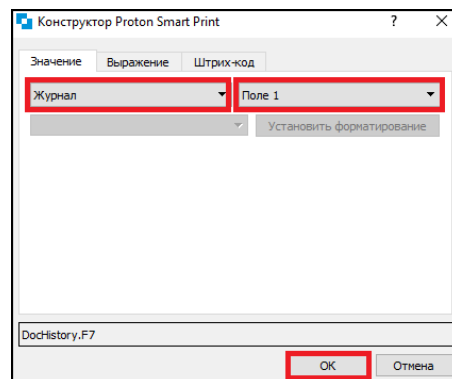 Конструктор Proton Smart Print ? X
Значение Выражение Штрих-код
Журнал Поле 1
Установить форматирование
DocHistory.F7
OK Отмена